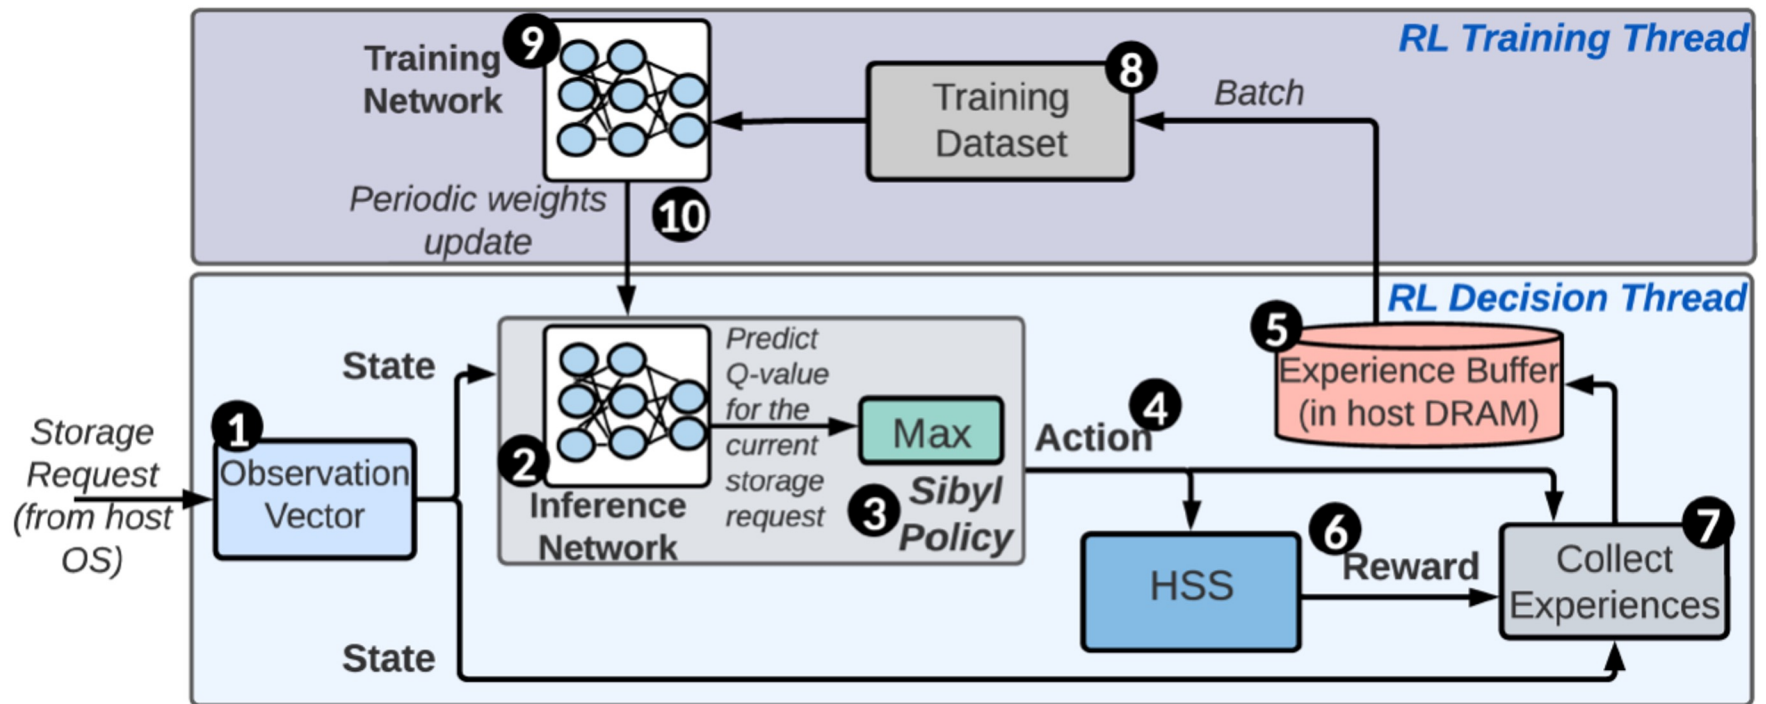 RL Training Thread
9
Training
Network
8
Training
Dataset
Batch
Periodic weights
update
10
RL Decision Thread
Storage
Request
(from host
OS)
1
Observation
Vector
State
State
2
Inference
Network
Predict
Q-value
for the
current
storage
request
Max
3
Sibyl
Policy
4
Action
5
Experience Buffer
(in host DRAM)
HSS
6
Reward
7
Collect
Experiences